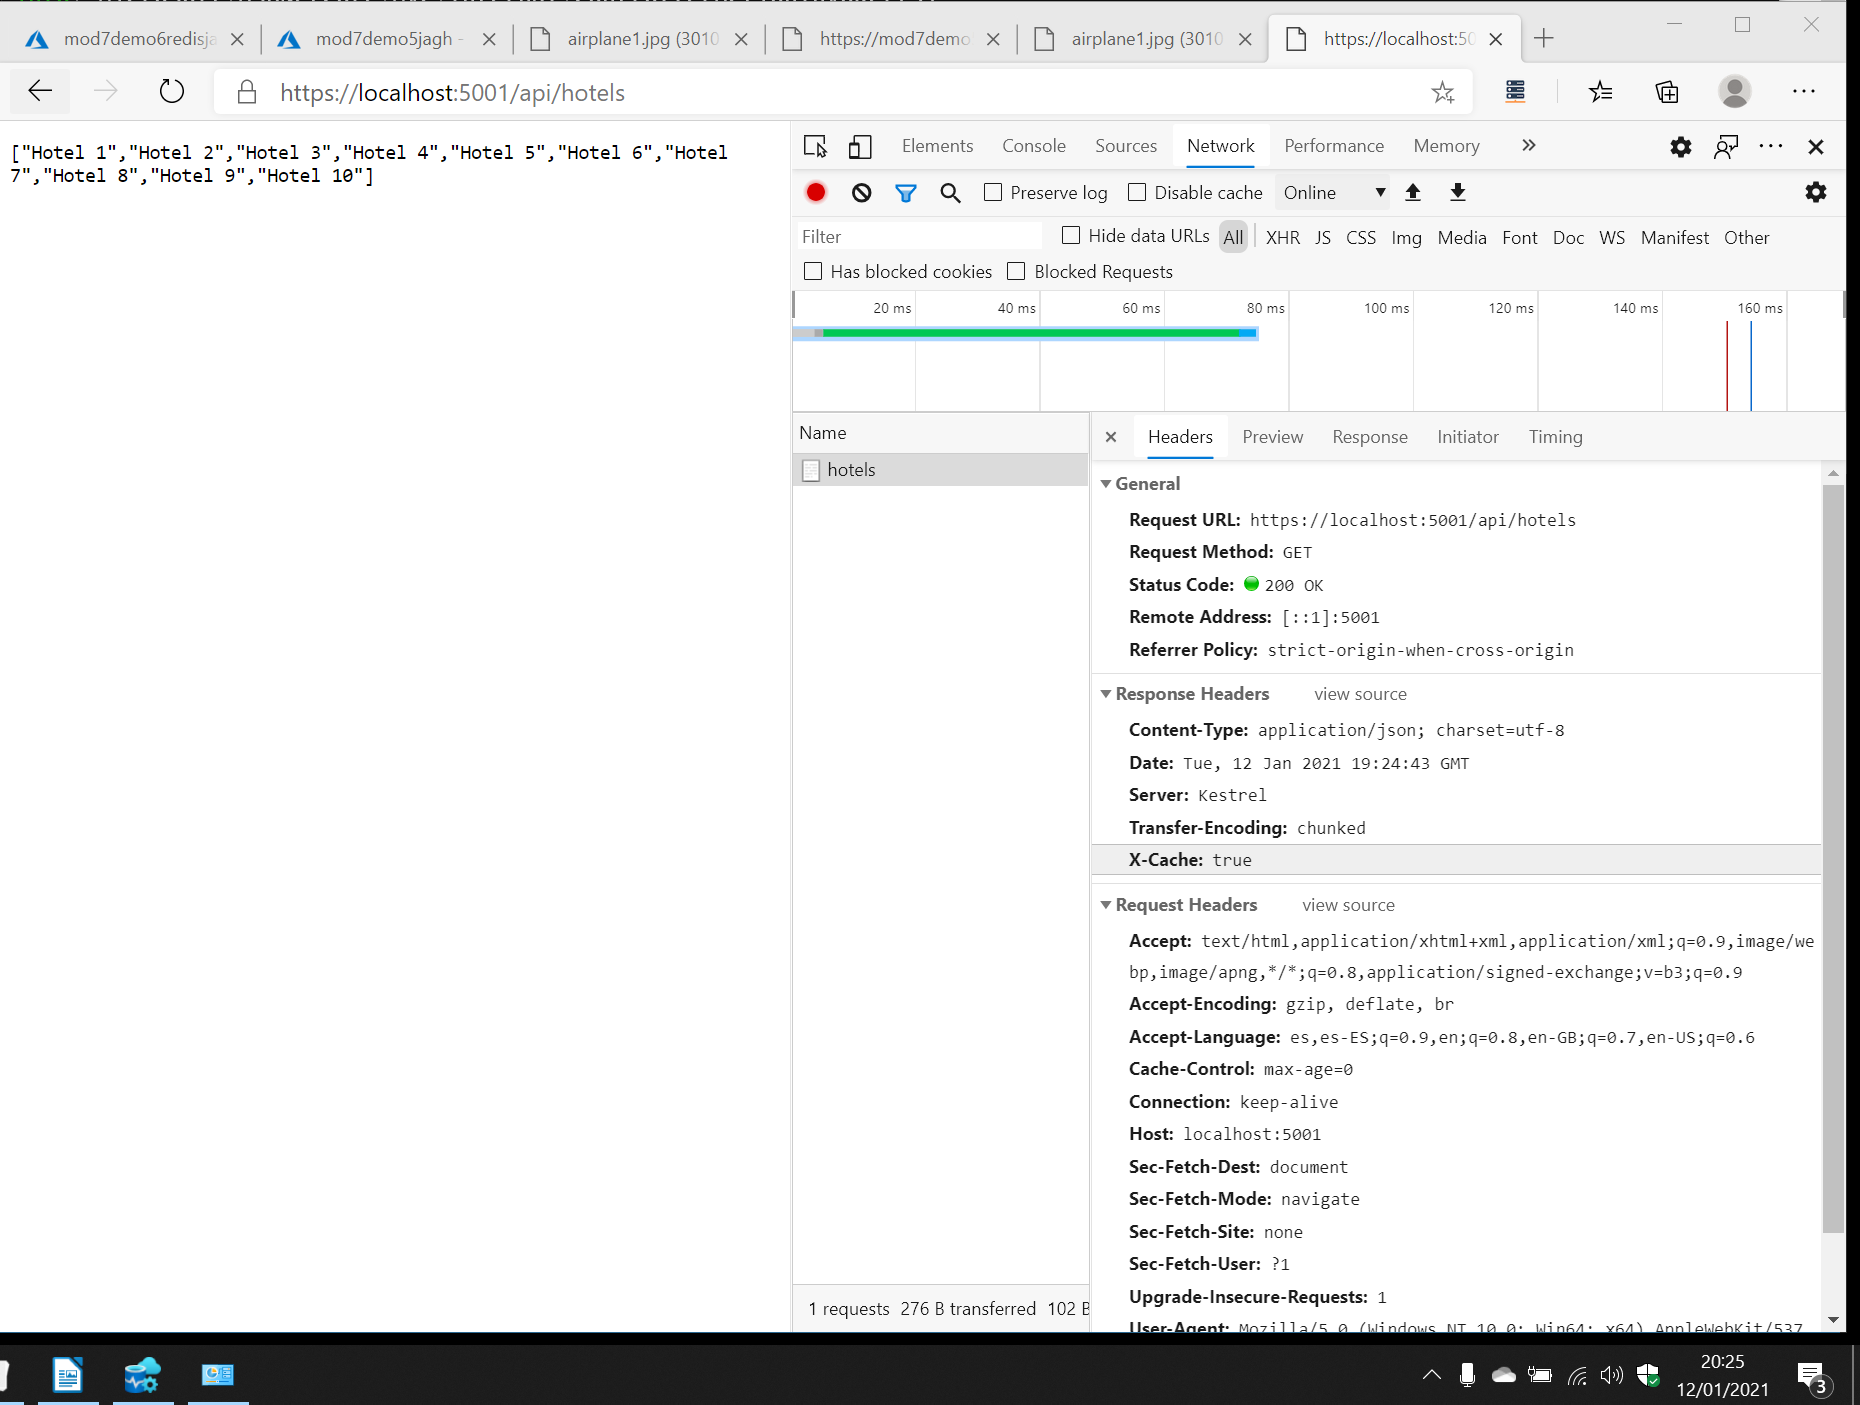 mod7demo6redisja
mod7demo5jagh -
airplane1.jpg (3010
https://mod7demo
airplane1.jpg (3010
https://localhost:50
https://localhost:5001/api/hotels
["Hotel 1","Hotel 2","Hotel 3","Hotel 4","Hotel 5","Hotel 6","Hotel
7","Hotel 8","Hotel 9","Hotel 10"]
Elements Console Sources Network Performance Memory »
Preserve log Disable cache Online
Filter Hide data URLs All XHR JS CSS Img Media Font Doc WS Manifest Other
Has blocked cookies Blocked Requests
20 ms 40 ms 60 ms 80 ms 100 ms 120 ms 140 ms 160 ms
Name
hotels
Headers Preview Response Initiator Timing
General
Request URL: https://localhost:5001/api/hotels
Request Method: GET
Status Code: 200 OK
Remote Address: [::1]:5001
Referrer Policy: strict-origin-when-cross-origin
Response Headers view source
Content-Type: application/json; charset=utf-8
Date: Tue, 12 Jan 2021 19:24:43 GMT
Server: Kestrel
Transfer-Encoding: chunked
X-Cache: true
Request Headers view source
Accept: text/html,application/xhtml+xml,application/xml;q=0.9,image/we
bp,image/apng,*/*;q=0.8,application/signed-exchange;v=b3;q=0.9
Accept-Encoding: gzip, deflate, br
Accept-Language: es,es-ES;q=0.9,en;q=0.8,en-GB;q=0.7,en-US;q=0.6
Cache-Control: max-age=0
Connection: keep-alive
Host: localhost:5001
Sec-Fetch-Dest: document
Sec-Fetch-Mode: navigate
Sec-Fetch-Site: none
Sec-Fetch-User: ?1
Upgrade-Insecure-Requests: 1
User-Agent: Mozilla/5.0 (Windows NT 10.0; Win64; x64) AppleWebKit/537
1 requests 276 B transferred 102 B
20:25
12/01/2021
3